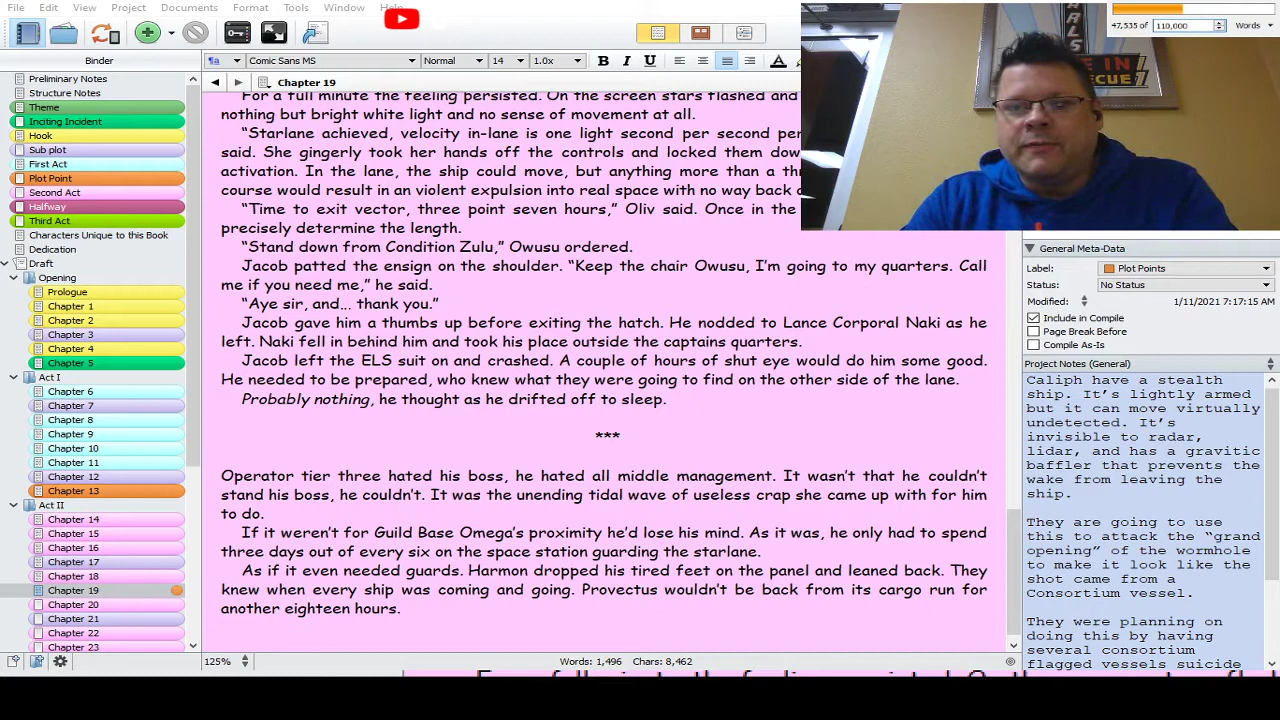 File Edit View Project Documents Format Tools Window Help
47,535 of 110,000 Words
Binder
Comic Sans MS Normal 14 1.0x B I U A
Preliminary Notes
Structure Notes
Theme
Inciting Incident
Hook
Sub plot
First Act
Plot Point
Second Act
Halfway
Third Act
Characters Unique to this Book
Dedication
Draft
Opening
Prologue
Chapter 1
Chapter 2
Chapter 3
Chapter 4
Chapter 5
Act I
Chapter 6
Chapter 7
Chapter 8
Chapter 9
Chapter 10
Chapter 11
Chapter 12
Chapter 13
Act II
Chapter 14
Chapter 15
Chapter 16
Chapter 17
Chapter 18
Chapter 19
Chapter 20
Chapter 21
Chapter 22
Chapter 23
Chapter 19
For a full minute the feeling persisted. On the screen stars flashed and
nothing but bright white light and no sense of movement at all.
“Starlane achieved, velocity in-lane is one light second per second per
said. She gingerly took her hands off the controls and locked them dow
activation. In the lane, the ship could move, but anything more than a th
course would result in an violent expulsion into real space with no way back
“Time to exit vector, three point seven hours,” Oliv said. Once in the
precisely determine the length.
“Stand down from Condition Zulu,” Owusu ordered.
Jacob patted the ensign on the shoulder. “Keep the chair Owusu, I’m going to my quarters. Call
me if you need me,” he said.
“Aye sir, and... thank you.”
Jacob gave him a thumbs up before exiting the hatch. He nodded to Lance Corporal Naki as he
left. Naki fell in behind him and took his place outside the captains quarters.
Jacob left the ELS suit on and crashed. A couple of hours of shut eye would do him some good.
He needed to be prepared, who knew what they were going to find on the other side of the lane.
Probably nothing, he thought as he drifted off to sleep.
***
Operator tier three hated his boss, he hated all middle management. It wasn’t that he couldn’t
stand his boss, he couldn’t. It was the unending tidal wave of useless crap she came up with for him
to do.
If it weren’t for Guild Base Omega’s proximity he’d lose his mind. As it was, he only had to spend
three days out of every six on the space station guarding the starlane.
As if it even needed guards. Harmon dropped his tired feet on the panel and leaned back. They
knew when every ship was coming and going. Provectus wouldn’t be back from its cargo run for
another eighteen hours.
125% Words: 1,496 Chars: 8,462
General Meta-Data
Label: Plot Points
Status: No Status
Modified: 1/11/2021 7:17:15 AM
Include in Compile
Page Break Before
Compile As-Is
Project Notes (General)
Caliph have a stealth
ship. It’s lightly armed
but it can move virtually
undetected. It’s
invisible to radar,
lidar, and has a gravitic
baffler that prevents the
wake from leaving the
ship.
They are going to use
this to attack the “grand
opening” of the wormhole
to make it look like the
shot came from a
Consortium vessel.
They were planning on
doing this by having
several consortium
flagged vessels suicide